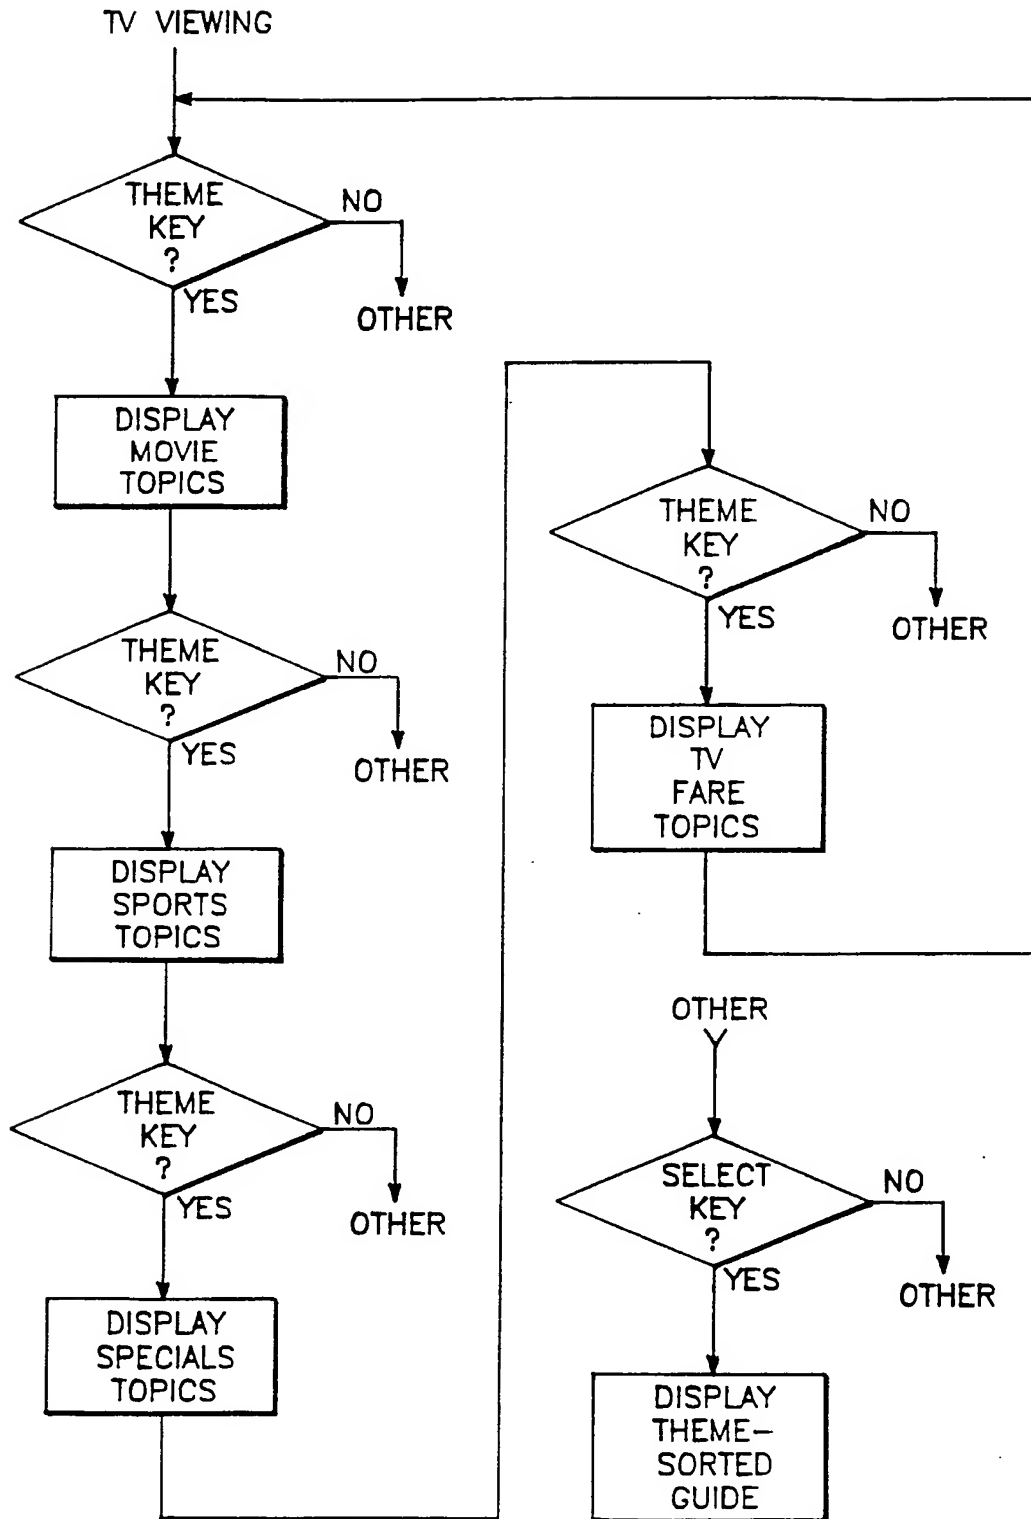 TV VIEWING
THEME
KEY
?
NO
YES
OTHER
DISPLAY
MOVIE
TOPICS
THEME
KEY
?
NO
YES
OTHER
DISPLAY
SPORTS
TOPICS
THEME
KEY
?
NO
YES
OTHER
DISPLAY
SPECIALS
TOPICS
THEME
KEY
?
NO
YES
OTHER
DISPLAY
TV
FARE
TOPICS
OTHER
SELECT
KEY
?
NO
YES
OTHER
DISPLAY
THEME-
SORTED
GUIDE